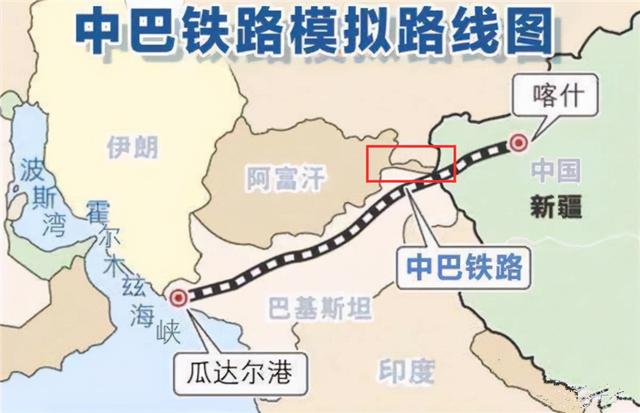 中巴铁路模拟路线图
喀什
伊朗
阿富汗
中国
新疆
波斯湾
霍尔木兹海峡
中巴铁路
巴基斯坦
瓜达尔港
印度